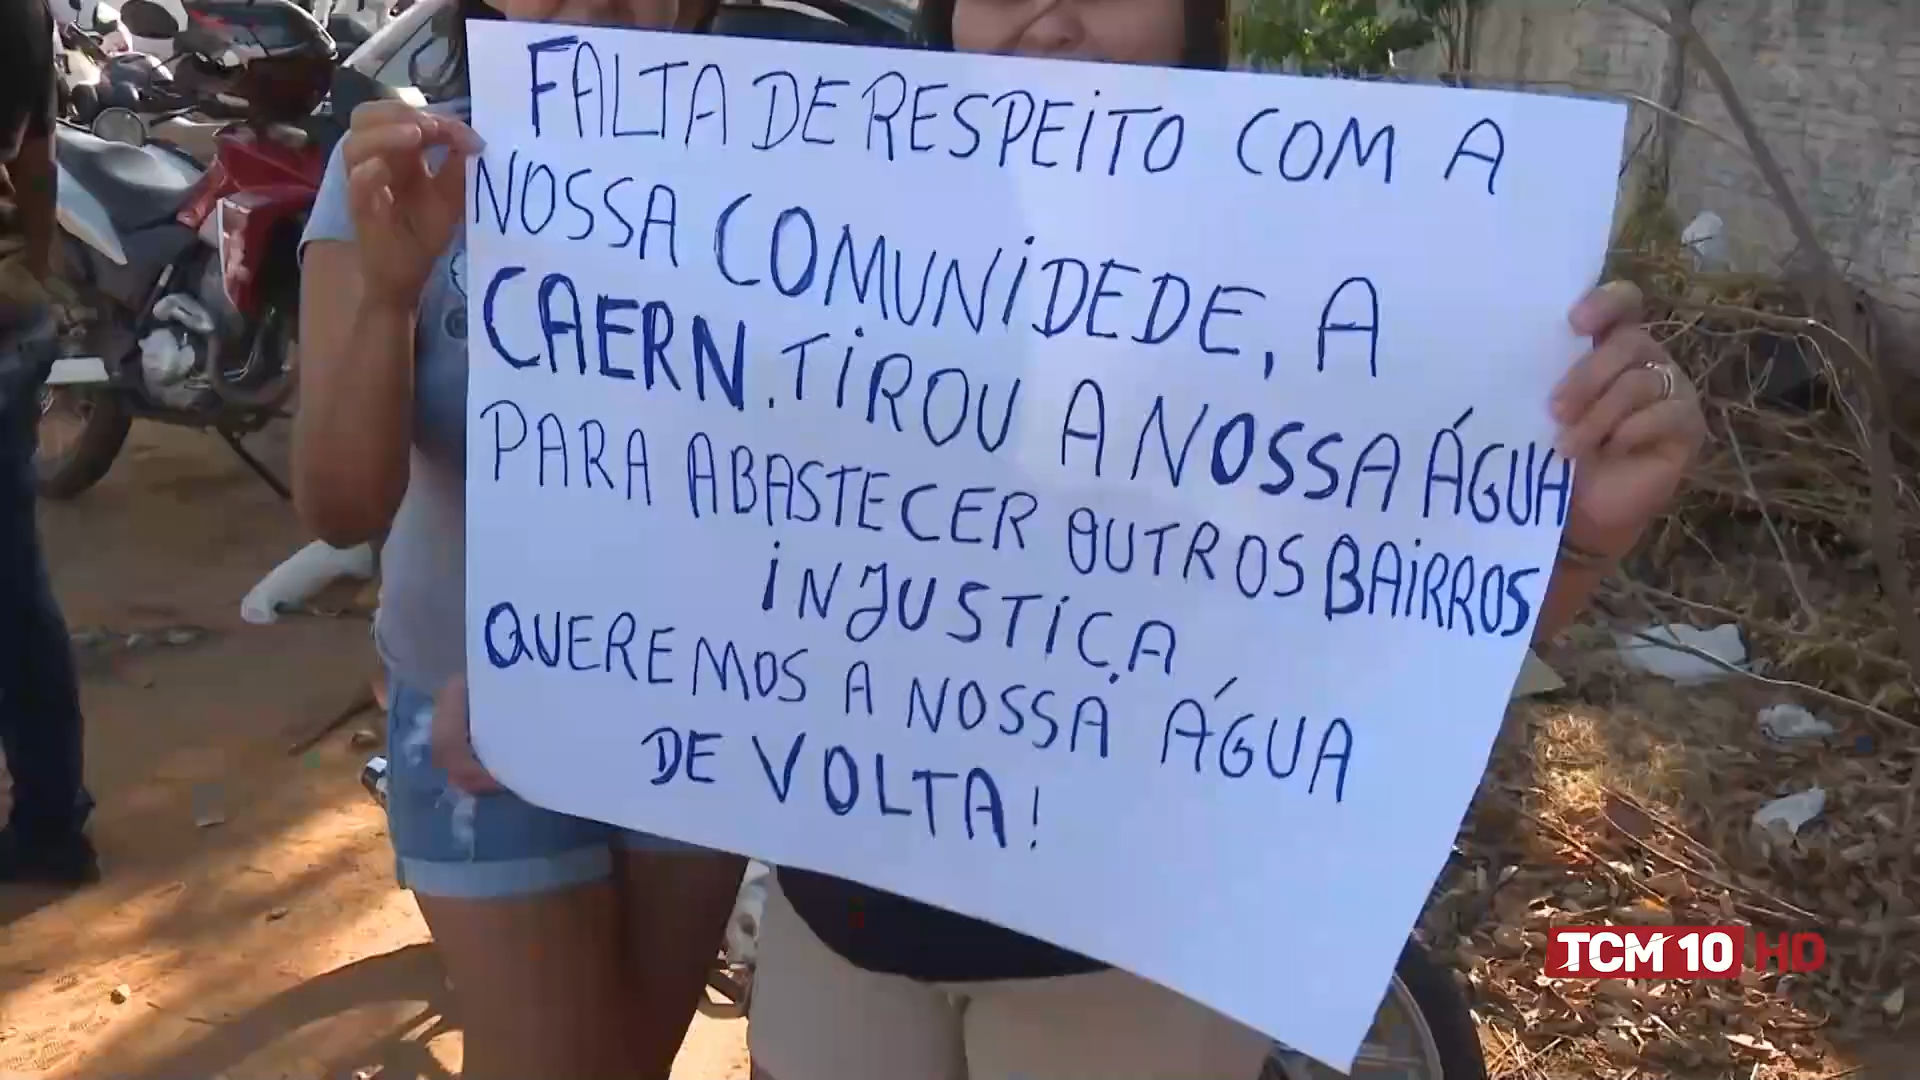 FALTA DE RESPEITO COM A
NOSSA COMUNIDEDE, A
CAERN. TIROU A NOSSA ÁGUA
PARA ABASTECER OUTROS BAIRROS
INJUSTIÇA
QUEREMOS A NOSSA ÁGUA
DE VOLTA!
TCM 10 HD